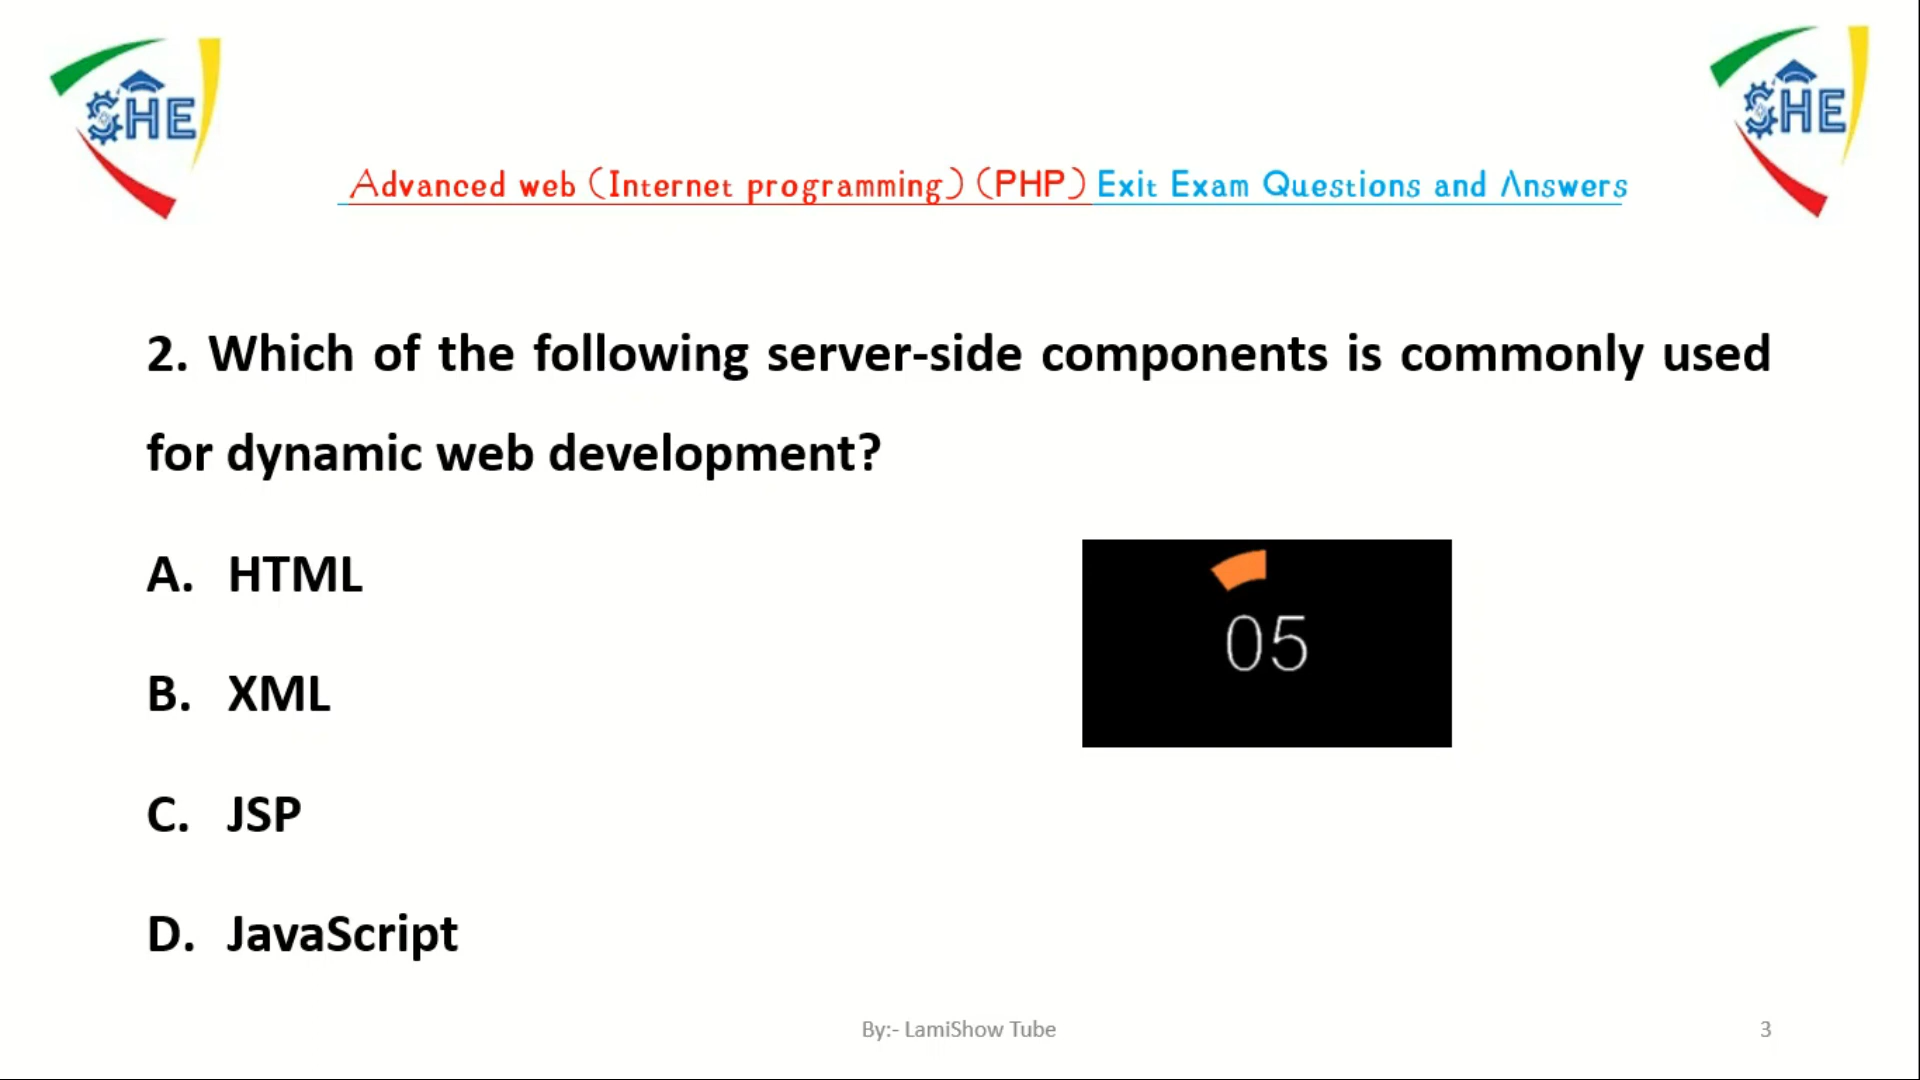 SHE
SHE
Advanced web (Internet programming) (PHP) Exit Exam Questions and Answers
2. Which of the following server-side components is commonly used
for dynamic web development?
A. HTML
05
B. XML
C. JSP
D. JavaScript
By:- LamiShow Tube
3